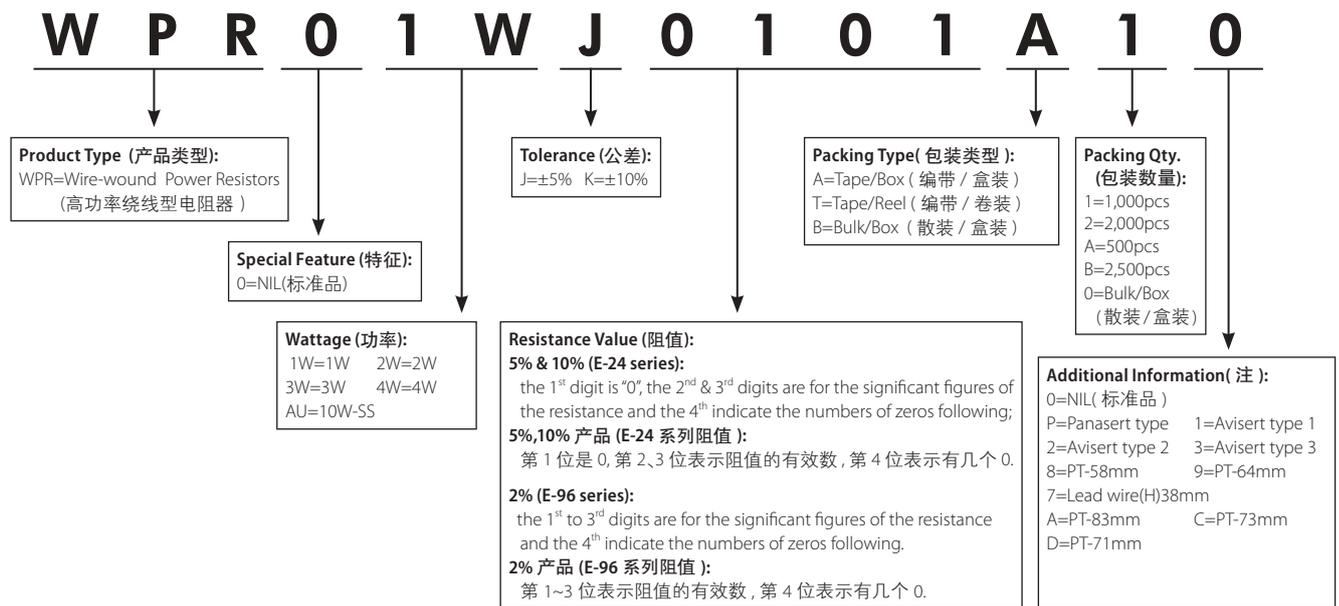 W P R 0 1 W J 0 1 0 1 A 1 0
Product Type (产品类型):
WPR=Wire-wound Power Resistors
(高功率绕线型电阻器 )
Special Feature (特征):
0=NIL(标准品)
Wattage (功率):
1W=1W 2W=2W
3W=3W 4W=4W
AU=10W-SS
Tolerance (公差):
J=±5% K=±10%
Resistance Value (阻值):
5% & 10% (E-24 series):
the 1st digit is “0”, the 2nd & 3rd digits are for the significant figures of
the resistance and the 4th indicate the numbers of zeros following;
5%,10% 产品 (E-24 系列阻值 ):
第 1 位是 0, 第 2、3 位表示阻值的有效数 , 第 4 位表示有几个 0.
2% (E-96 series):
the 1st to 3rd digits are for the significant figures of the resistance
and the 4th indicate the numbers of zeros following.
2% 产品 (E-96 系列阻值 ):
第 1~3 位表示阻值的有效数 , 第 4 位表示有几个 0.
Packing Type( 包装类型 ):
A=Tape/Box ( 编带 / 盒装 )
T=Tape/Reel ( 编带 / 卷装 )
B=Bulk/Box ( 散装 / 盒装 )
Packing Qty.
(包装数量):
1=1,000pcs
2=2,000pcs
A=500pcs
B=2,500pcs
0=Bulk/Box
(散装 / 盒装)
Additional Information( 注 ):
0=NIL( 标准品 )
P=Panasert type 1=Avisert type 1
2=Avisert type 2 3=Avisert type 3
8=PT-58mm 9=PT-64mm
7=Lead wire(H)38mm
A=PT-83mm C=PT-73mm
D=PT-71mm